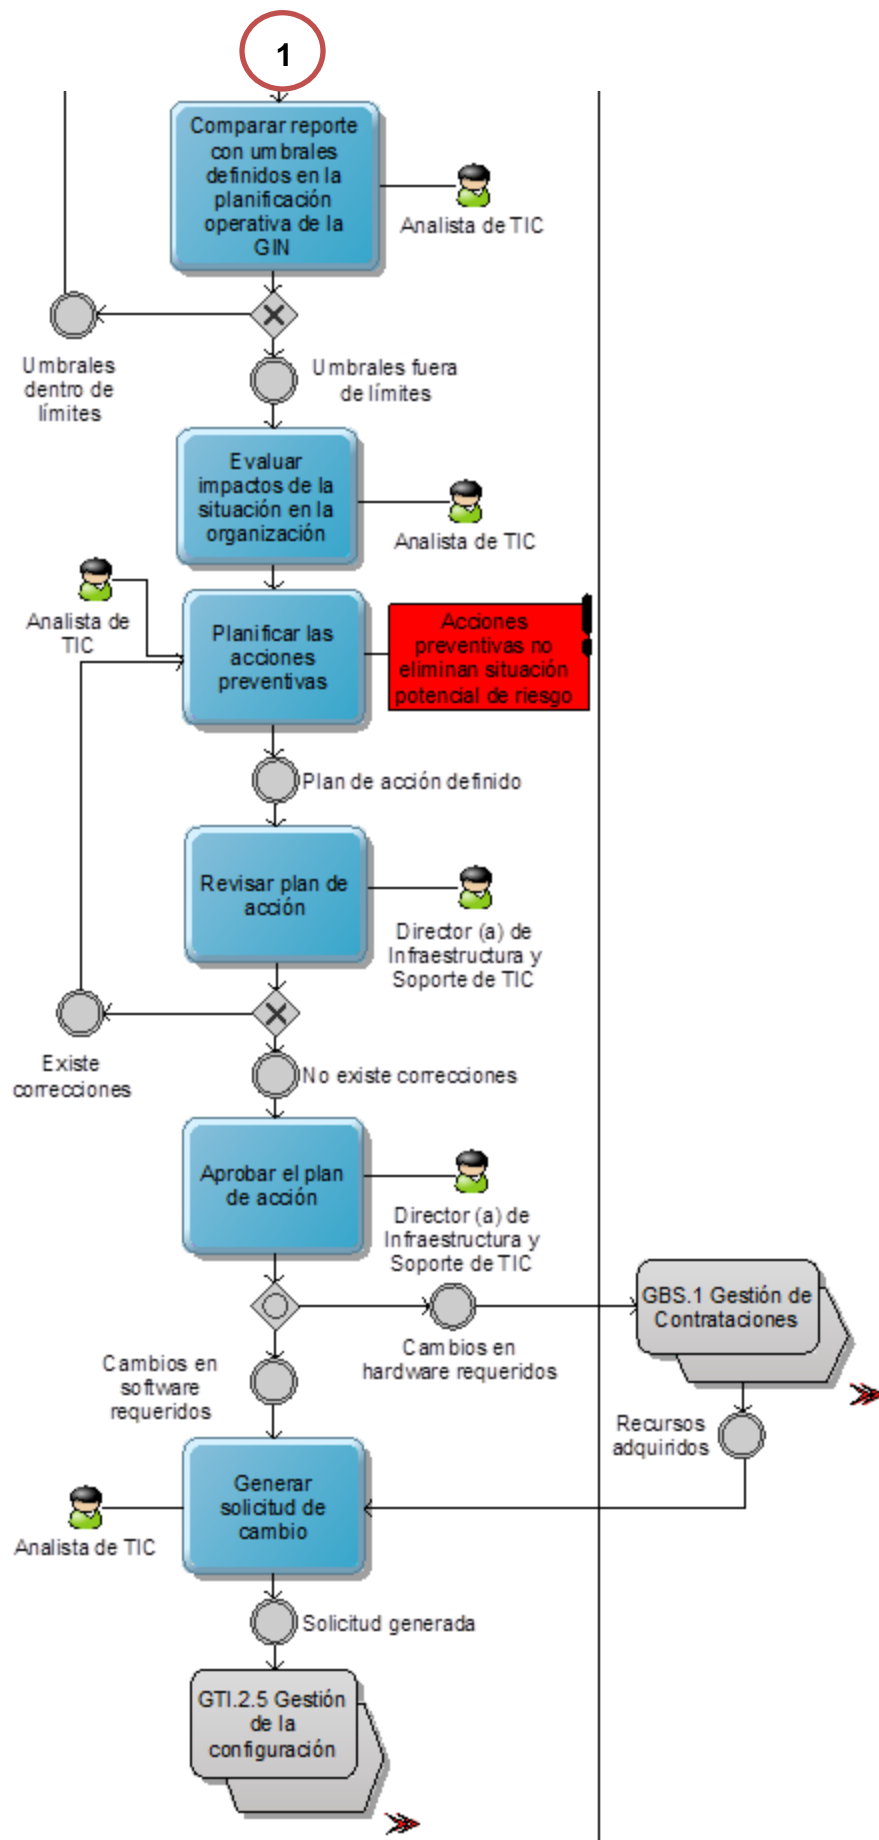 1
Comparar reporte
con umbrales
definidos en la
planificación
operativa de la
GIN
Analista de TIC
Umbrales
dentro de
límites
Umbrales fuera
de límites
Evaluar
impactos de la
situación en la
organización
Analista de TIC
Analista de
TIC
Planificar las
acciones
preventivas
Acciones
preventivas no
eliminan situación
potencial de riesgo
Plan de acción definido
Revisar plan de
acción
Director (a) de
Infraestructura y
Soporte de TIC
Existe
correcciones
No existe correcciones
Aprobar el plan
de acción
Director (a) de
Infraestructura y
Soporte de TIC
GBS.1 Gestión de
Contrataciones
Cambios en
hardware requeridos
Cambios en
software
requeridos
Recursos
adquiridos
Generar
solicitud de
cambio
Analista de TIC
Solicitud generada
GTI.2.5 Gestión
de la
configuración